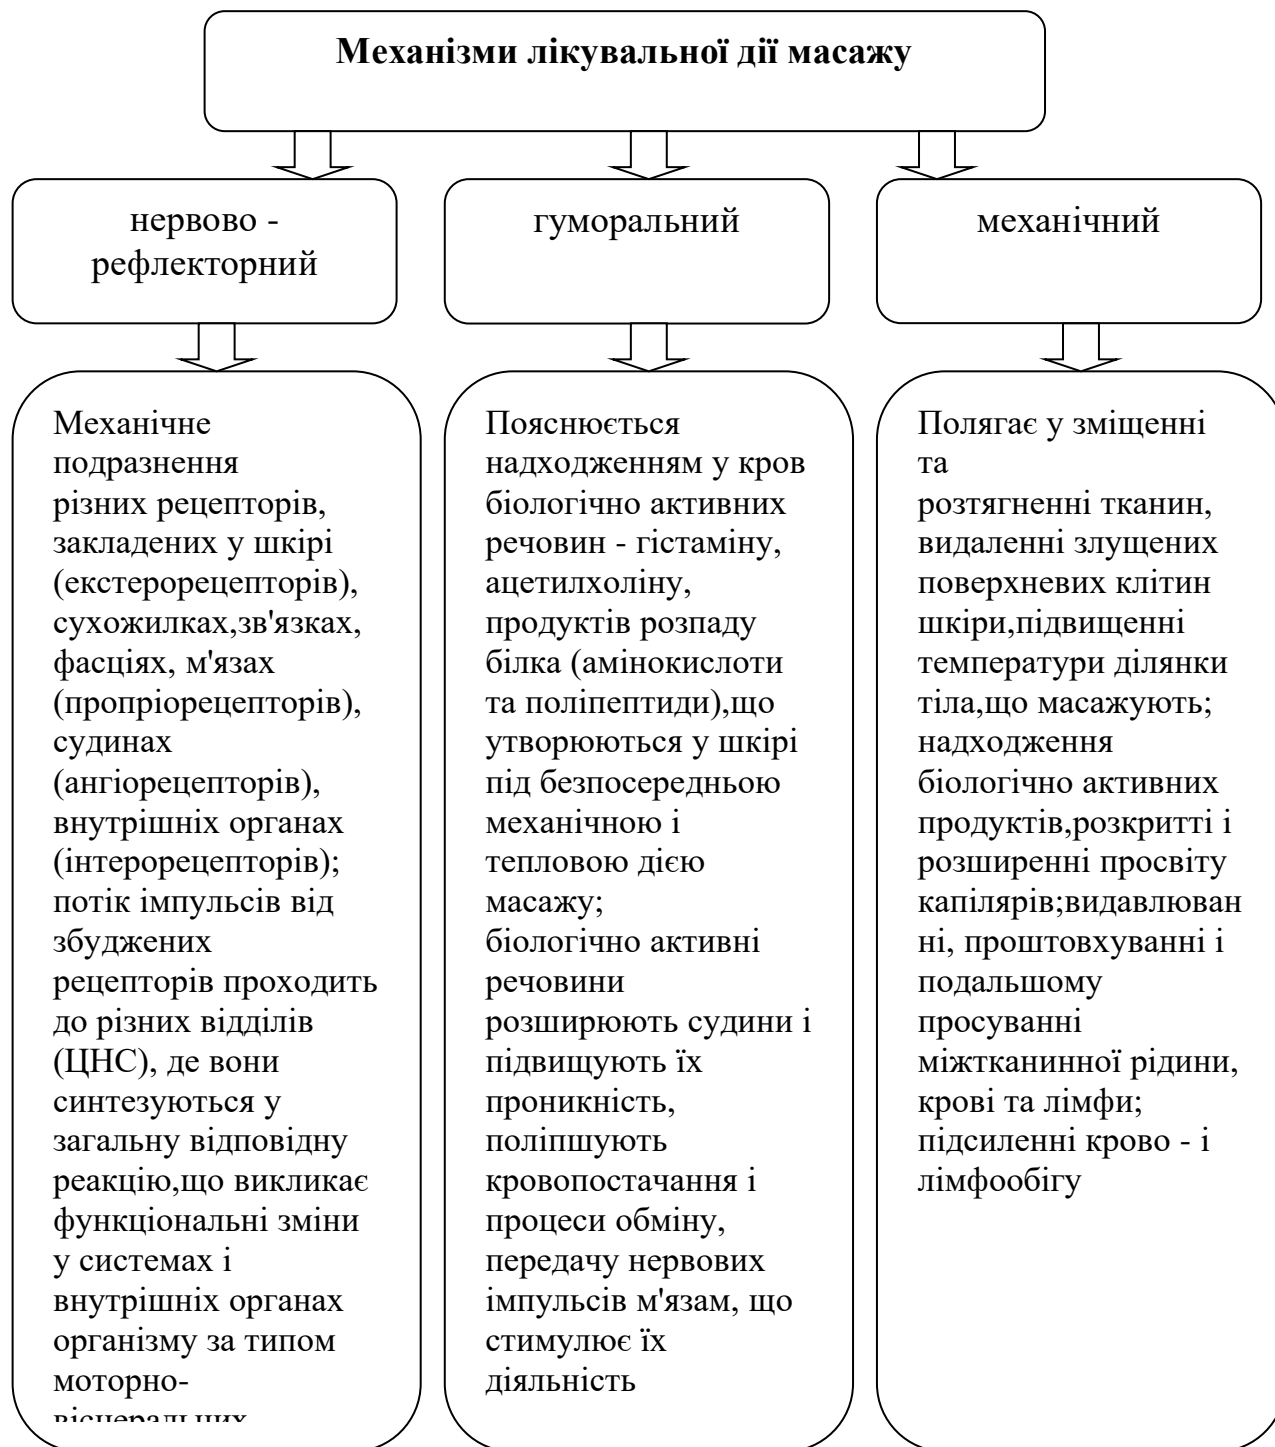 Механізми лікувальної дії масажу
нервово -
рефлекторний
гуморальний
механічний
Механічне
подразнення
різних рецепторів,
закладених у шкірі
(екстерорецепторів),
сухожилках,зв'язках,
фасціях, м'язах
(пропріорецепторів),
судинах
(ангіорецепторів),
внутрішніх органах
(інтерорецепторів);
потік імпульсів від
збуджених
рецепторів проходить
до різних відділів
(ЦНС), де вони
синтезуються у
загальну відповідну
реакцію,що викликає
функціональні зміни
у системах і
внутрішніх органах
організму за типом
моторно-
вісцеральних
Пояснюється
надходженням у кров
біологічно активних
речовин - гістаміну,
ацетилхоліну,
продуктів розпаду
білка (амінокислоти
та поліпептиди),що
утворюються у шкірі
під безпосередньою
механічною і
тепловою дією
масажу;
біологічно активні
речовини
розширюють судини і
підвищують їх
проникність,
поліпшують
кровопостачання і
процеси обміну,
передачу нервових
імпульсів м'язам, що
стимулює їх
діяльність
Полягає у зміщенні
та
розтягненні тканин,
видаленні злущених
поверхневих клітин
шкіри,підвищенні
температури ділянки
тіла,що масажують;
надходження
біологічно активних
продуктів,розкритті і
розширенні просвіту
капілярів;видавлюван
ні, проштовхуванні і
подальшому
просуванні
міжтканинної рідини,
крові та лімфи;
підсиленні крово - і
лімфообігу